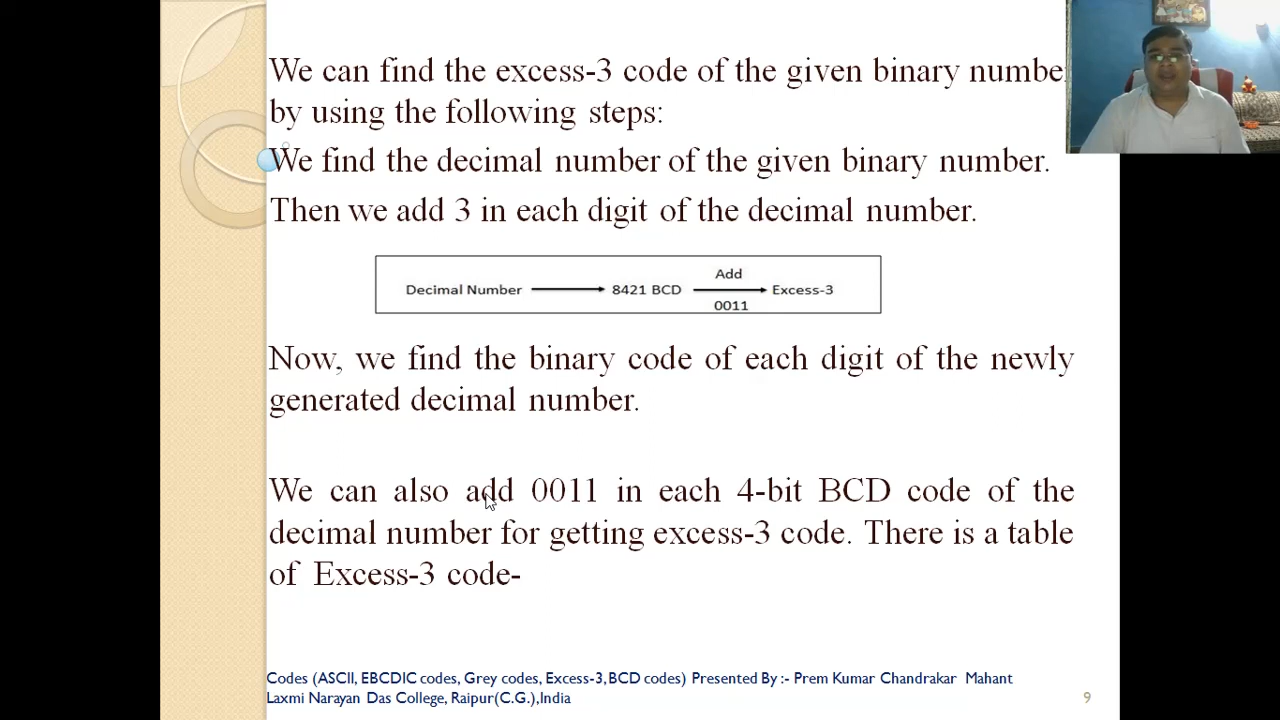 We can find the excess-3 code of the given binary numbe
by using the following steps:
We find the decimal number of the given binary number.
Then we add 3 in each digit of the decimal number.
Add
Decimal Number 8421 BCD Excess-3
0011
Now, we find the binary code of each digit of the newly
generated decimal number.
We can also add 0011 in each 4-bit BCD code of the
decimal number for getting excess-3 code. There is a table
of Excess-3 code-
Codes (ASCII, EBCDIC codes, Grey codes, Excess-3, BCD codes) Presented By :- Prem Kumar Chandrakar Mahant
Laxmi Narayan Das College, Raipur(C.G.),India
9